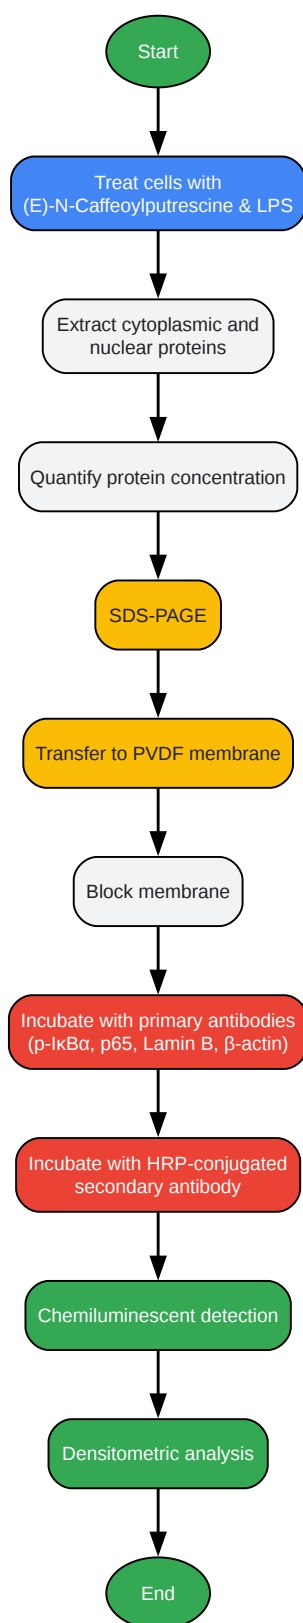 Start
Treat cells with
(E)-N-Caffeoylputrescine & LPS
Extract cytoplasmic and
nuclear proteins
Quantify protein concentration
SDS-PAGE
Transfer to PVDF membrane
Block membrane
Incubate with primary antibodies
(p-IκBα, p65, Lamin B, β-actin)
Incubate with HRP-conjugated
secondary antibody
Chemiluminescent detection
Densitometric analysis
End